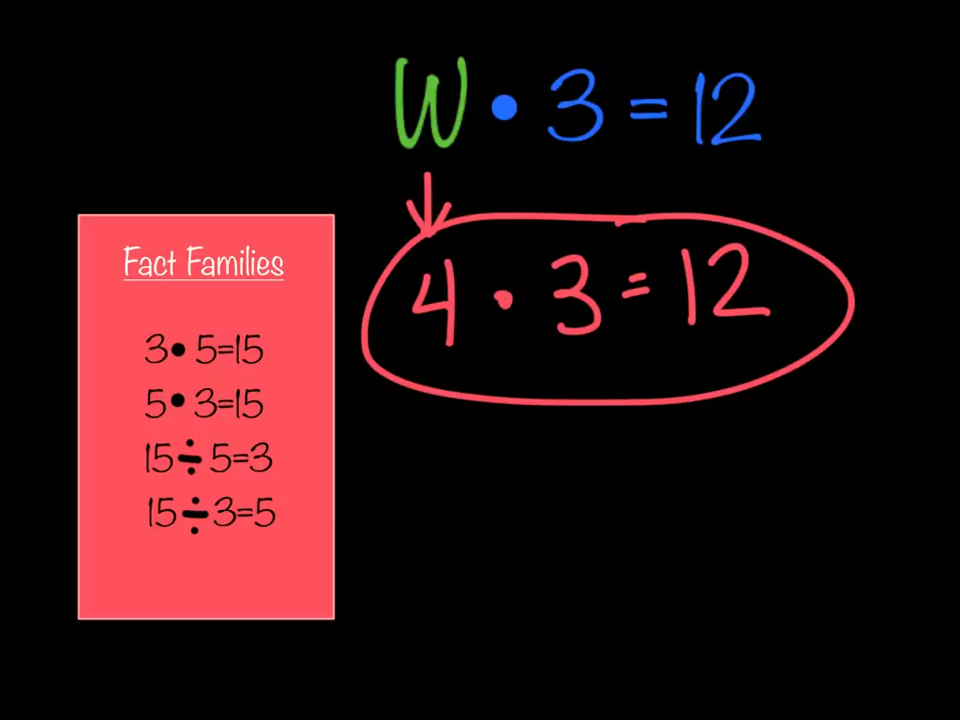 W • 3 = 12
4 • 3 = 12
Fact Families
3• 5=15
5• 3=15
15÷5=3
15÷3=5